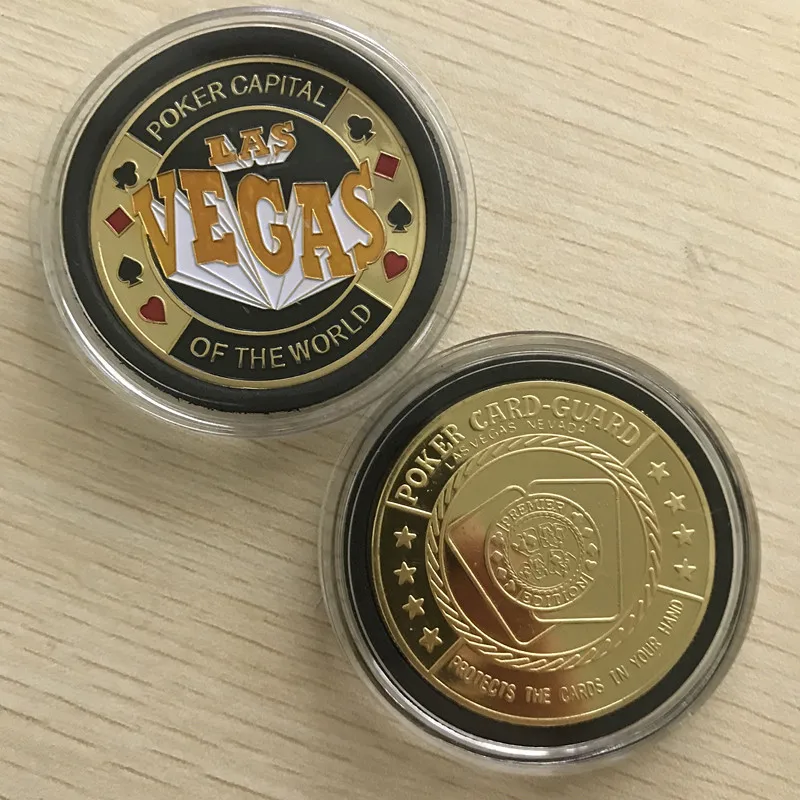 POKER CAPITAL
LAS
VEGAS
OF THE WORLD
POKER CARD-GUARD
LAS VEGAS NEVADA
PREMIER
EDITION
PROTECTS THE CARDS IN YOUR HAND